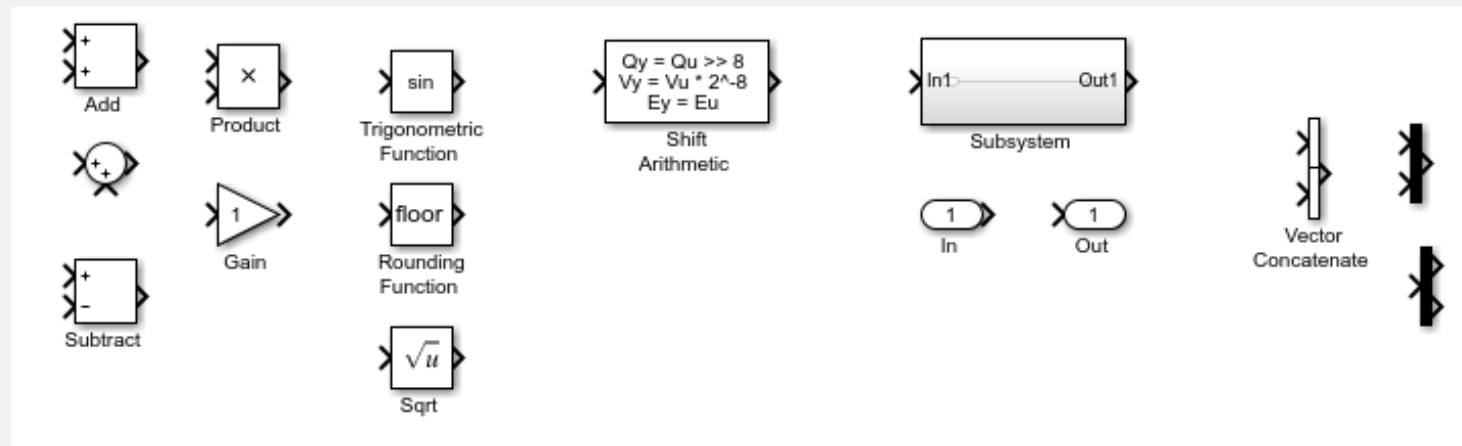 +
+
Add
×
Product
sin
Trigonometric
Function
Qy = Qu >> 8
Vy = Vu * 2^-8
Ey = Eu
Shift
Arithmetic
In1
Out1
Subsystem
+
+
1
Gain
floor
Rounding
Function
1
In
1
Out
Vector
Concatenate
+
−
Subtract
√u
Sqrt